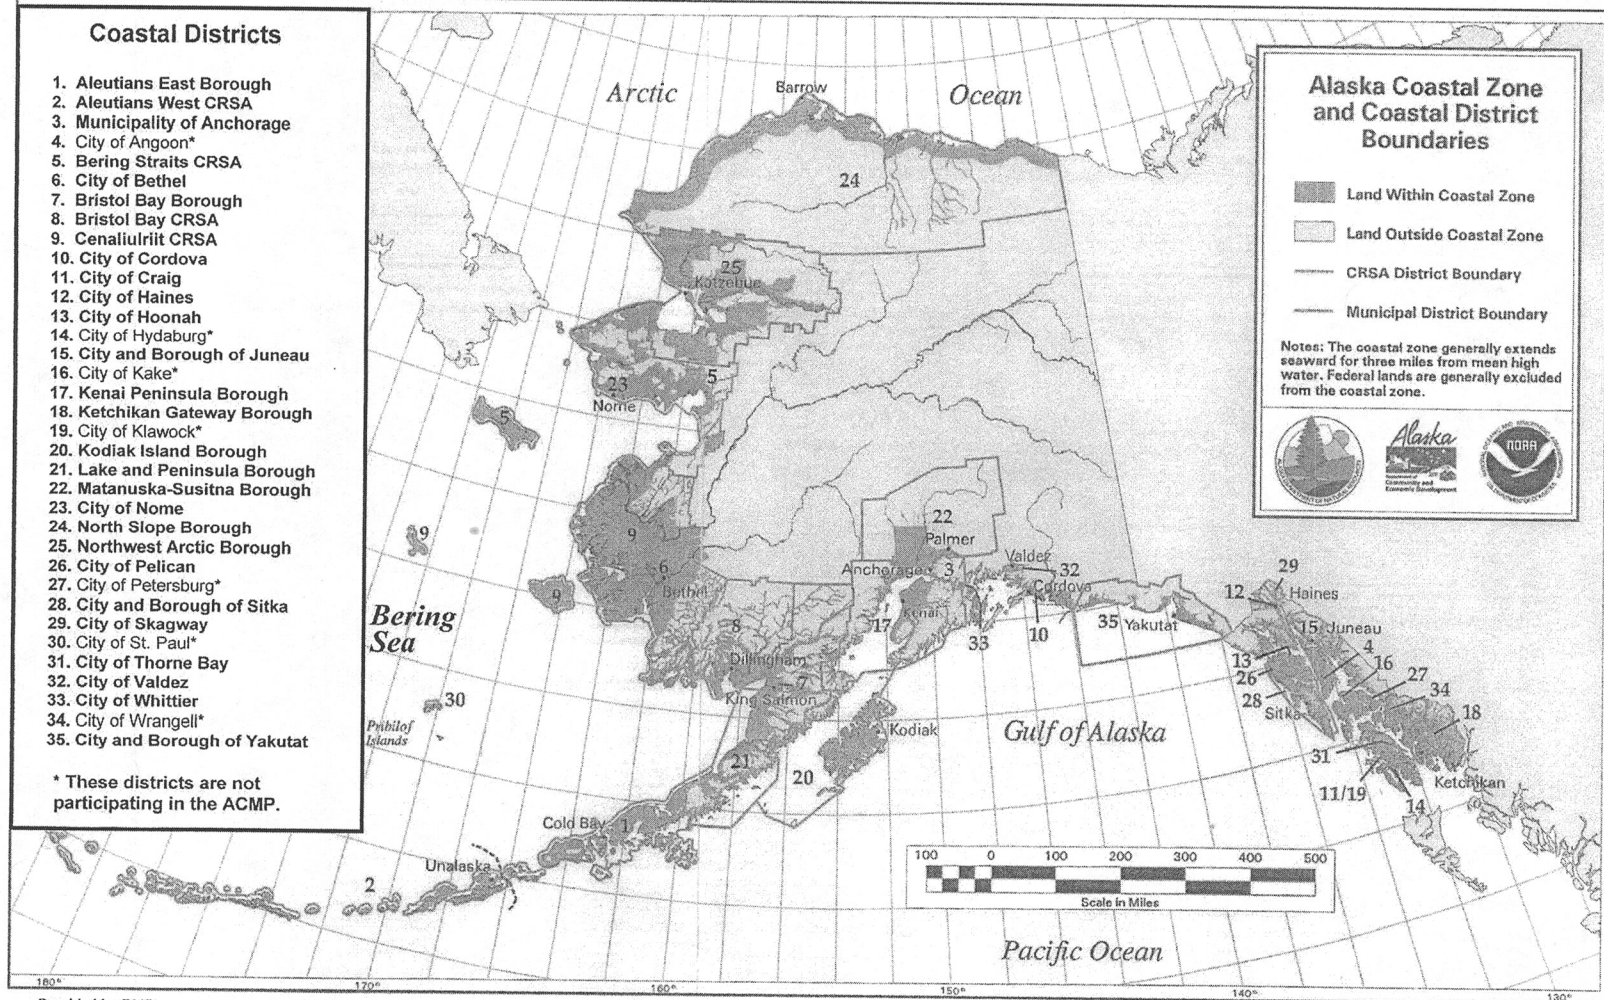 Coastal Districts
1. Aleutians East Borough
2. Aleutians West CRSA
3. Municipality of Anchorage
4. City of Angoon*
5. Bering Straits CRSA
6. City of Bethel
7. Bristol Bay Borough
8. Bristol Bay CRSA
9. Cenaliulriit CRSA
10. City of Cordova
11. City of Craig
12. City of Haines
13. City of Hoonah
14. City of Hydaburg*
15. City and Borough of Juneau
16. City of Kake*
17. Kenai Peninsula Borough
18. Ketchikan Gateway Borough
19. City of Klawock*
20. Kodiak Island Borough
21. Lake and Peninsula Borough
22. Matanuska-Susitna Borough
23. City of Nome
24. North Slope Borough
25. Northwest Arctic Borough
26. City of Pelican
27. City of Petersburg*
28. City and Borough of Sitka
29. City of Skagway
30. City of St. Paul*
31. City of Thorne Bay
32. City of Valdez
33. City of Whittier
34. City of Wrangell*
35. City and Borough of Yakutat
* These districts are not
participating in the ACMP.
Alaska Coastal Zone
and Coastal District
Boundaries
Land Within Coastal Zone
Land Outside Coastal Zone
CRSA District Boundary
Municipal District Boundary
Notes: The coastal zone generally extends
seaward for three miles from mean high
water. Federal lands are generally excluded
from the coastal zone.
Alaska
Department of
Community and
Economic Development
NOAA
Arctic
Barrow
Ocean
24
25
Kotzebue
23
5
Nome
5
9
9
9
6
Bethel
22
Palmer
Anchorage
3
Valdez
32
Cordova
Kenai
17
33
10
35
Yakutat
29
12
Haines
15
Juneau
4
16
13
26
27
34
28
Sitka
18
31
Ketchikan
11/19
14
Bering
Sea
8
Dillingham
7
King Salmon
30
Pribilof
Islands
Kodiak
Gulf of Alaska
21
20
Cold Bay
1
Unalaska
2
100 0 100 200 300 400 500
Scale in Miles
Pacific Ocean
180°
170°
160°
150°
140°
130°